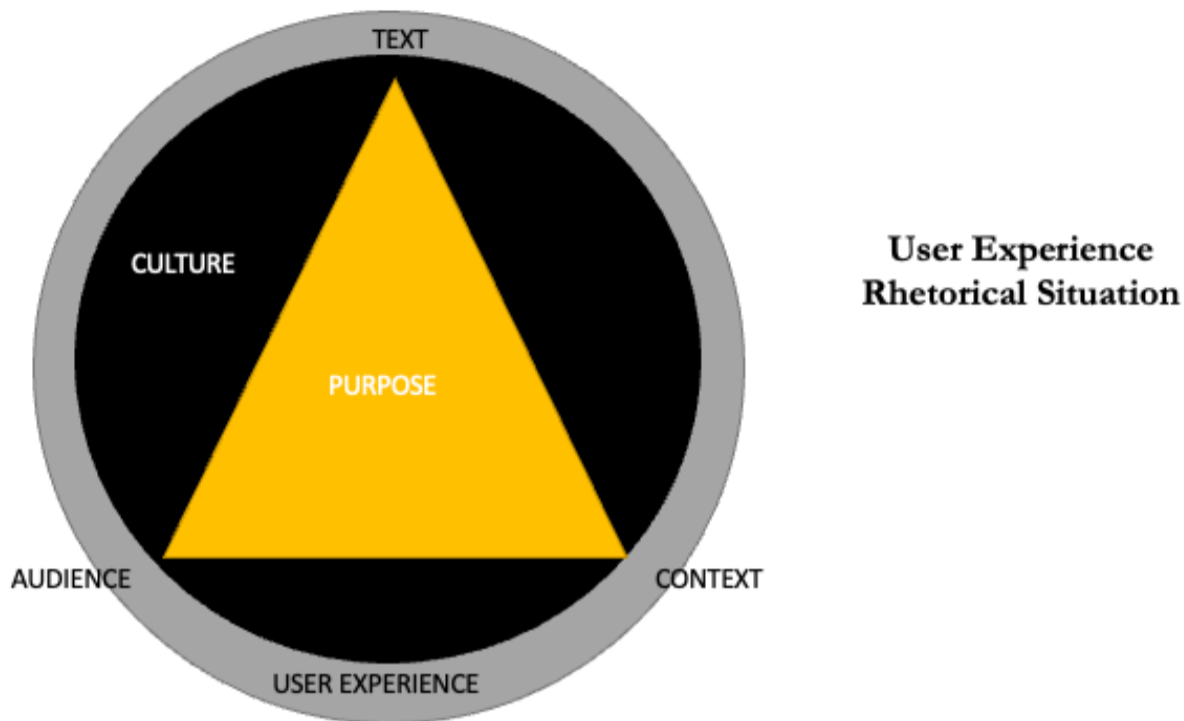 TEXT
CULTURE
User Experience
Rhetorical Situation
PURPOSE
AUDIENCE
CONTEXT
USER EXPERIENCE